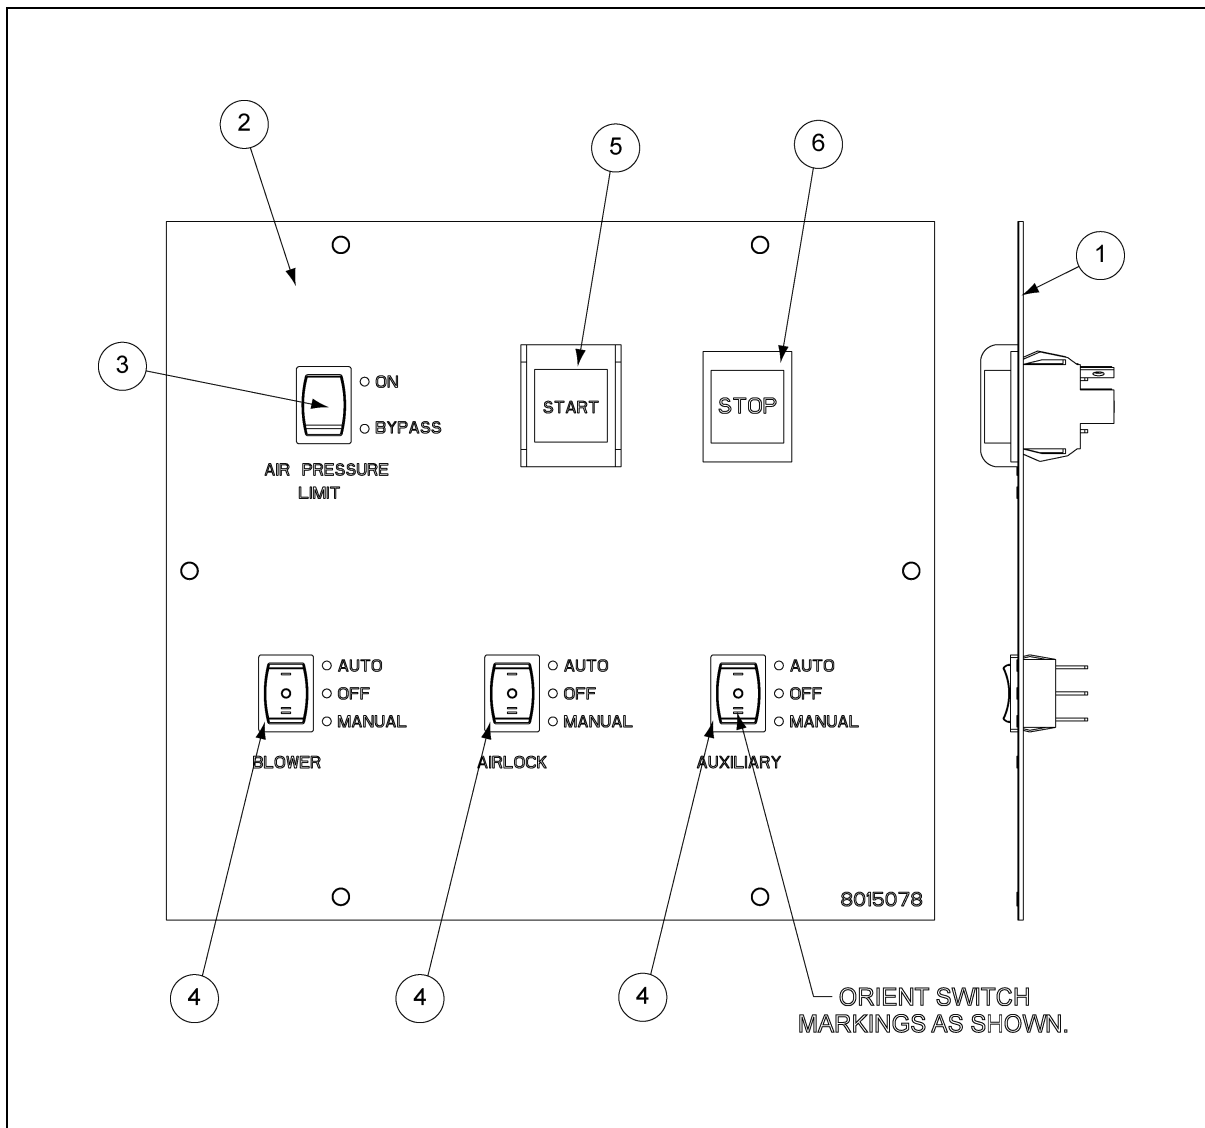 2
5
6
1
3
ON
BYPASS
AIR PRESSURE
LIMIT
START
STOP
AUTO
OFF
MANUAL
BLOWER
AUTO
OFF
MANUAL
AIRLOCK
AUTO
OFF
MANUAL
AUXILIARY
8015078
4
4
4
ORIENT SWITCH
MARKINGS AS SHOWN.